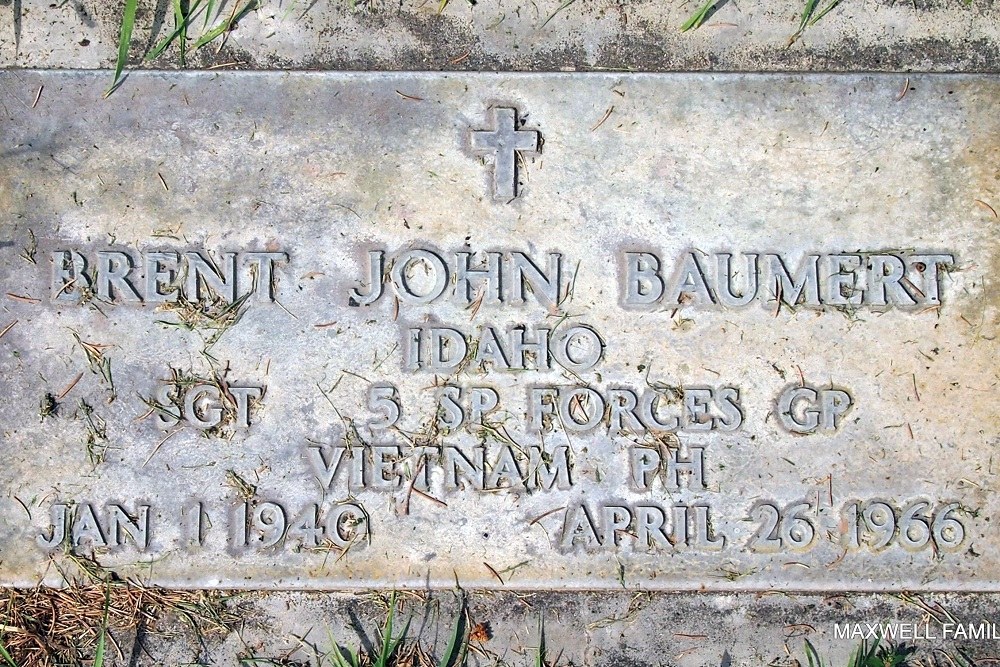 BRENT JOHN BAUMERT
IDAHO
SGT 5 SP FORCES GP
VIETNAM PH
JAN 1 1940 APRIL 26 1966
MAXWELL FAMIL